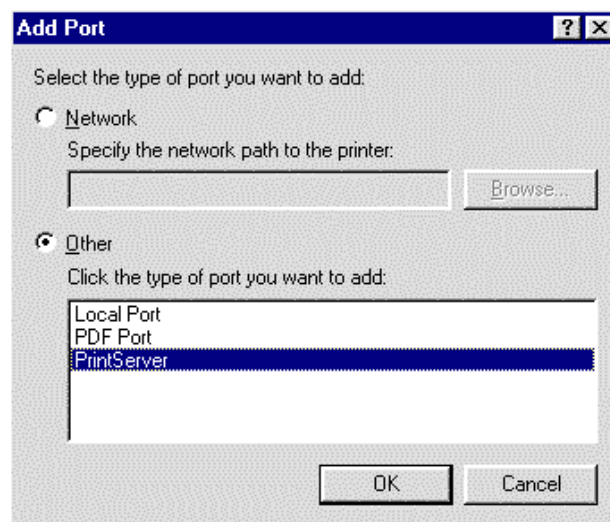 Add Port
Select the type of port you want to add:
Network
Specify the network path to the printer:
Browse...
Other
Click the type of port you want to add:
Local Port
PDF Port
PrintServer
OK Cancel